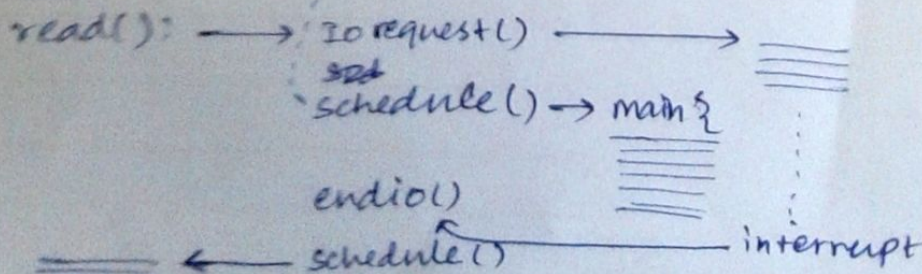 read(): → Iorequest() →
schedule() → main {
endio()
interrupt
← schedule()